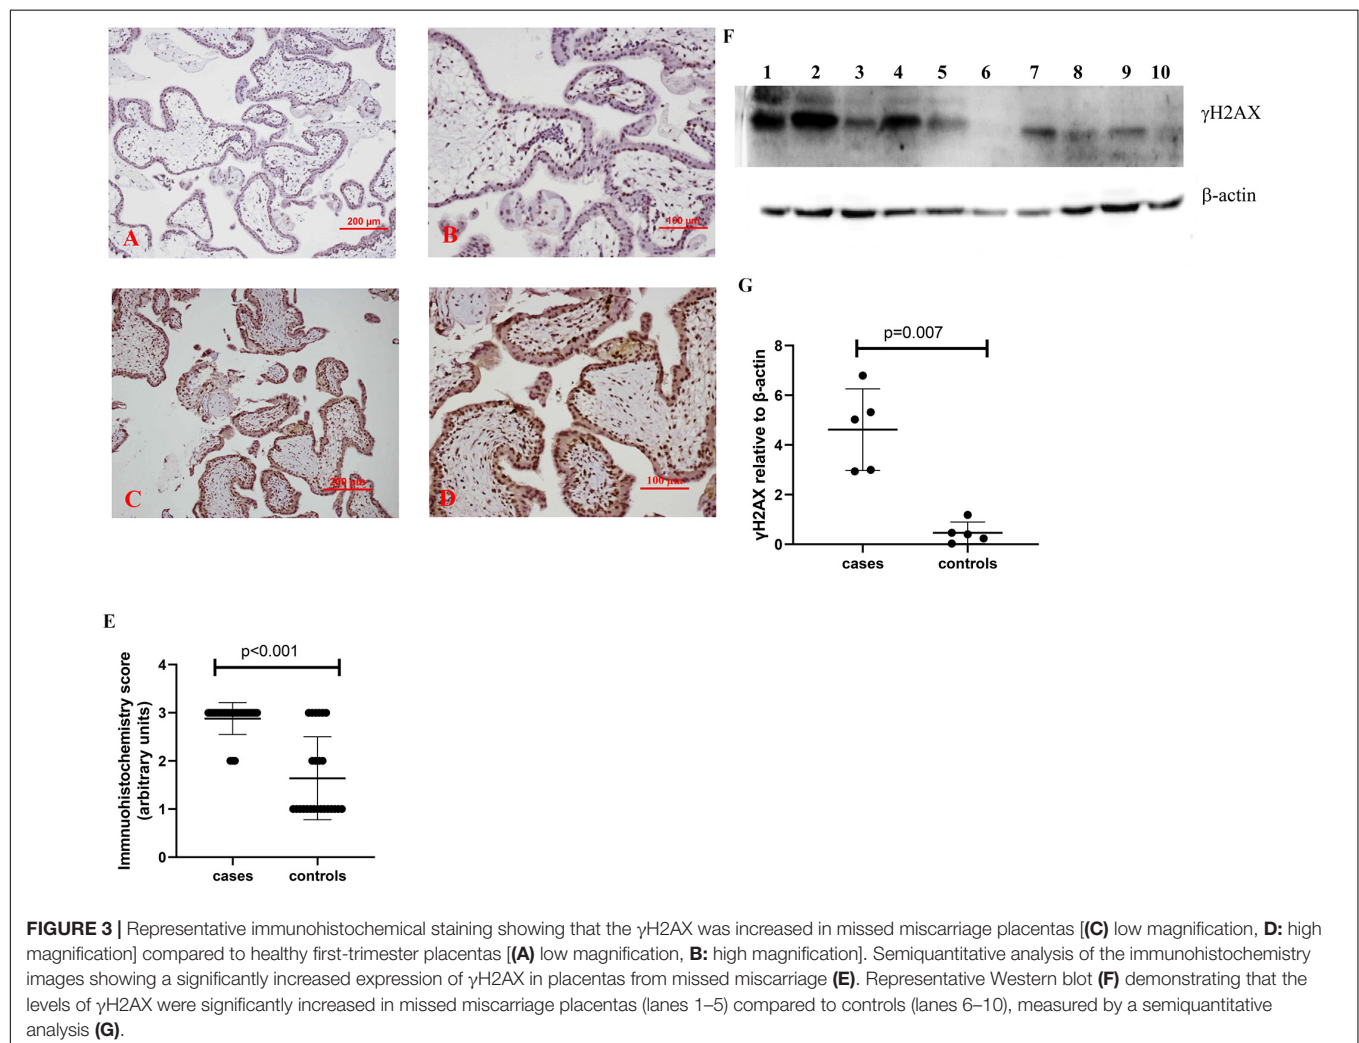 F
1 2 3 4 5 6 7 8 9 10
γH2AX
β-actin
200 µm
A
100 µm
B
200 µm
C
100 µm
D
G
p=0.007
γH2AX relative to β-actin
8
6
4
2
0
cases controls
E
p<0.001
Immnuohistochemistry score
(arbitrary units)
4
3
2
1
0
cases controls
FIGURE 3 | Representative immunohistochemical staining showing that the γH2AX was increased in missed miscarriage placentas [(C) low magnification, D: high
magnification] compared to healthy first-trimester placentas [(A) low magnification, B: high magnification]. Semiquantitative analysis of the immunohistochemistry
images showing a significantly increased expression of γH2AX in placentas from missed miscarriage (E). Representative Western blot (F) demonstrating that the
levels of γH2AX were significantly increased in missed miscarriage placentas (lanes 1–5) compared to controls (lanes 6–10), measured by a semiquantitative
analysis (G).